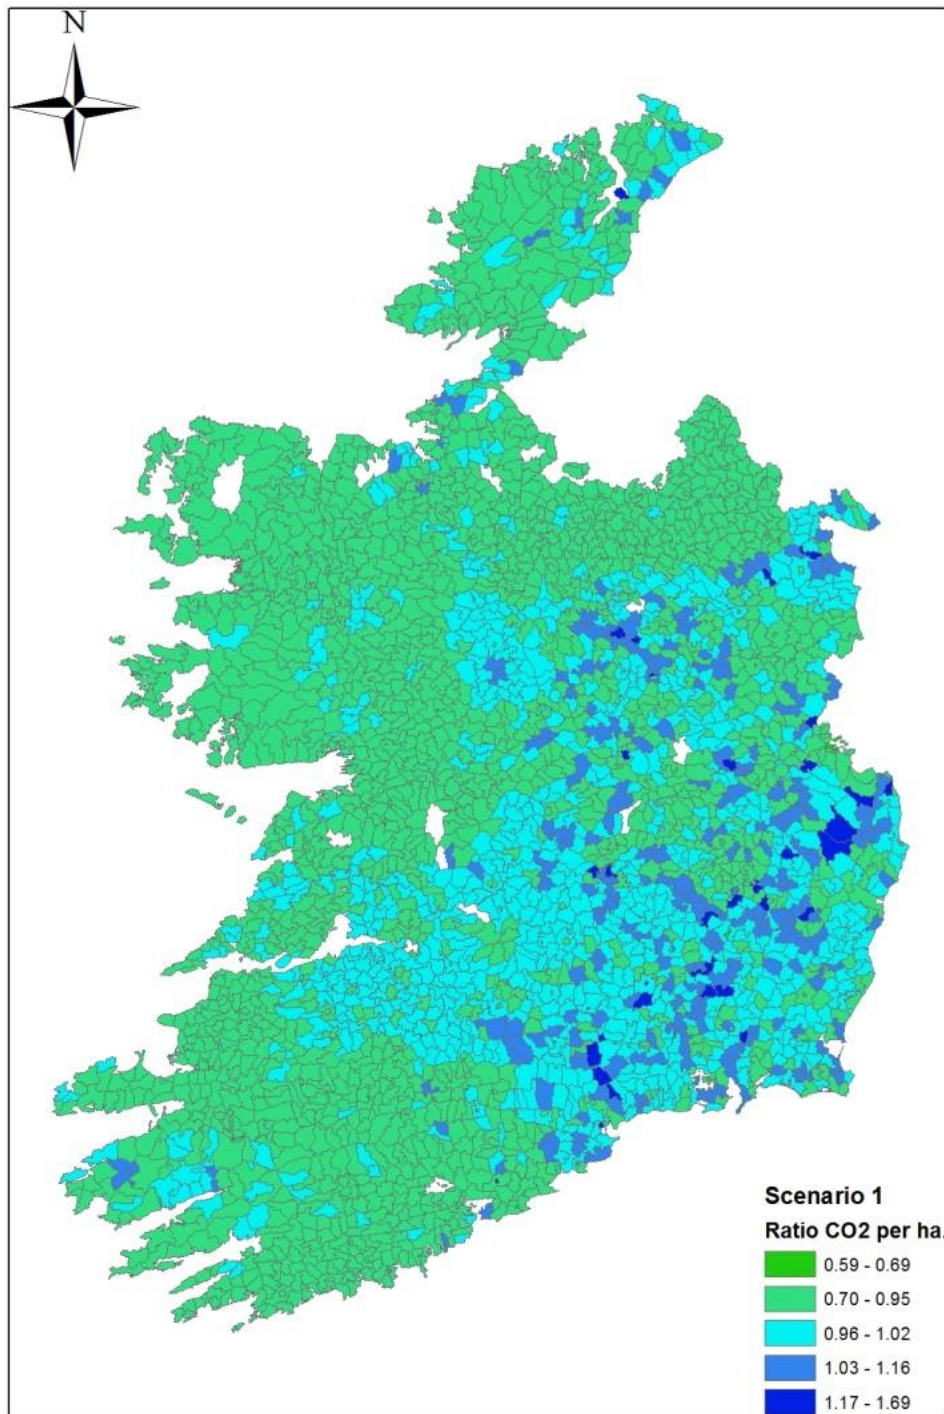 N
Scenario 1
Ratio CO2 per ha.
0.59 - 0.69
0.70 - 0.95
0.96 - 1.02
1.03 - 1.16
1.17 - 1.69